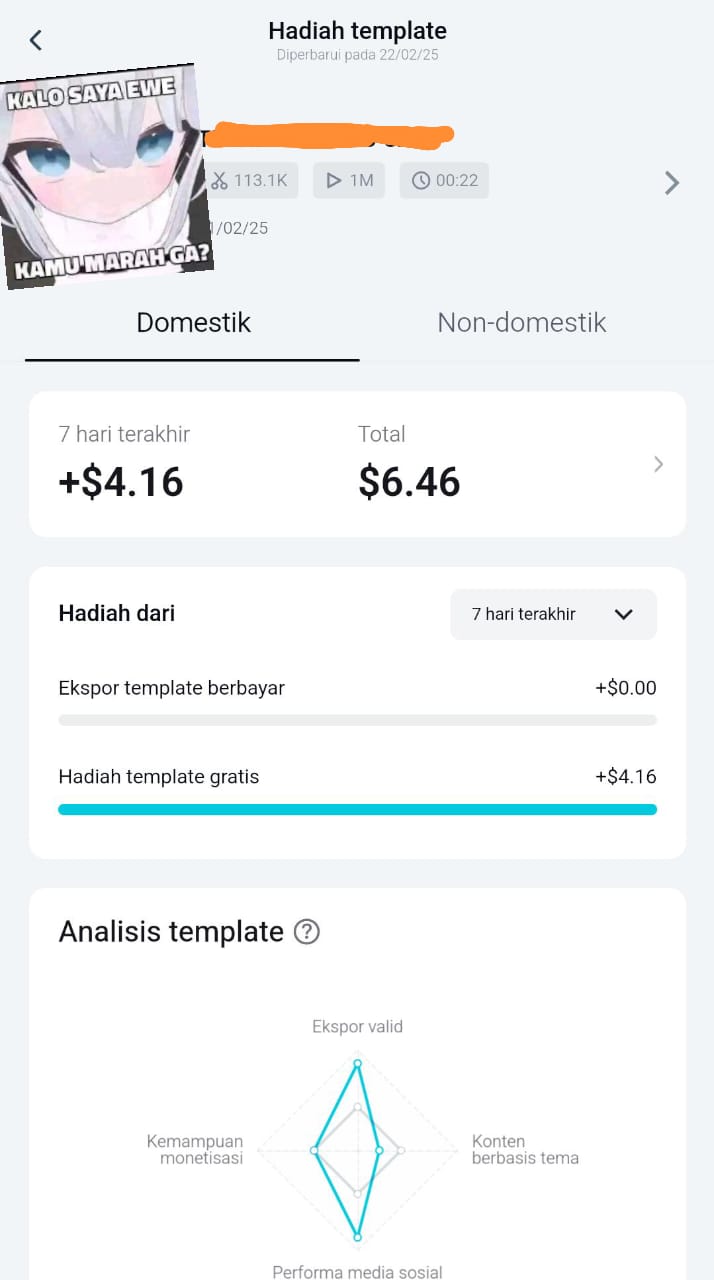 Hadiah template
Diperbarui pada 22/02/25
KALO SAYA EWE
KAMU MARAH GA?
113.1K
1M
00:22
/02/25
Domestik
Non-domestik
7 hari terakhir
Total
+$4.16
$6.46
Hadiah dari
7 hari terakhir
Ekspor template berbayar
+$0.00
Hadiah template gratis
+$4.16
Analisis template ?
Ekspor valid
Kemampuan
monetisasi
Konten
berbasis tema
Performa media sosial